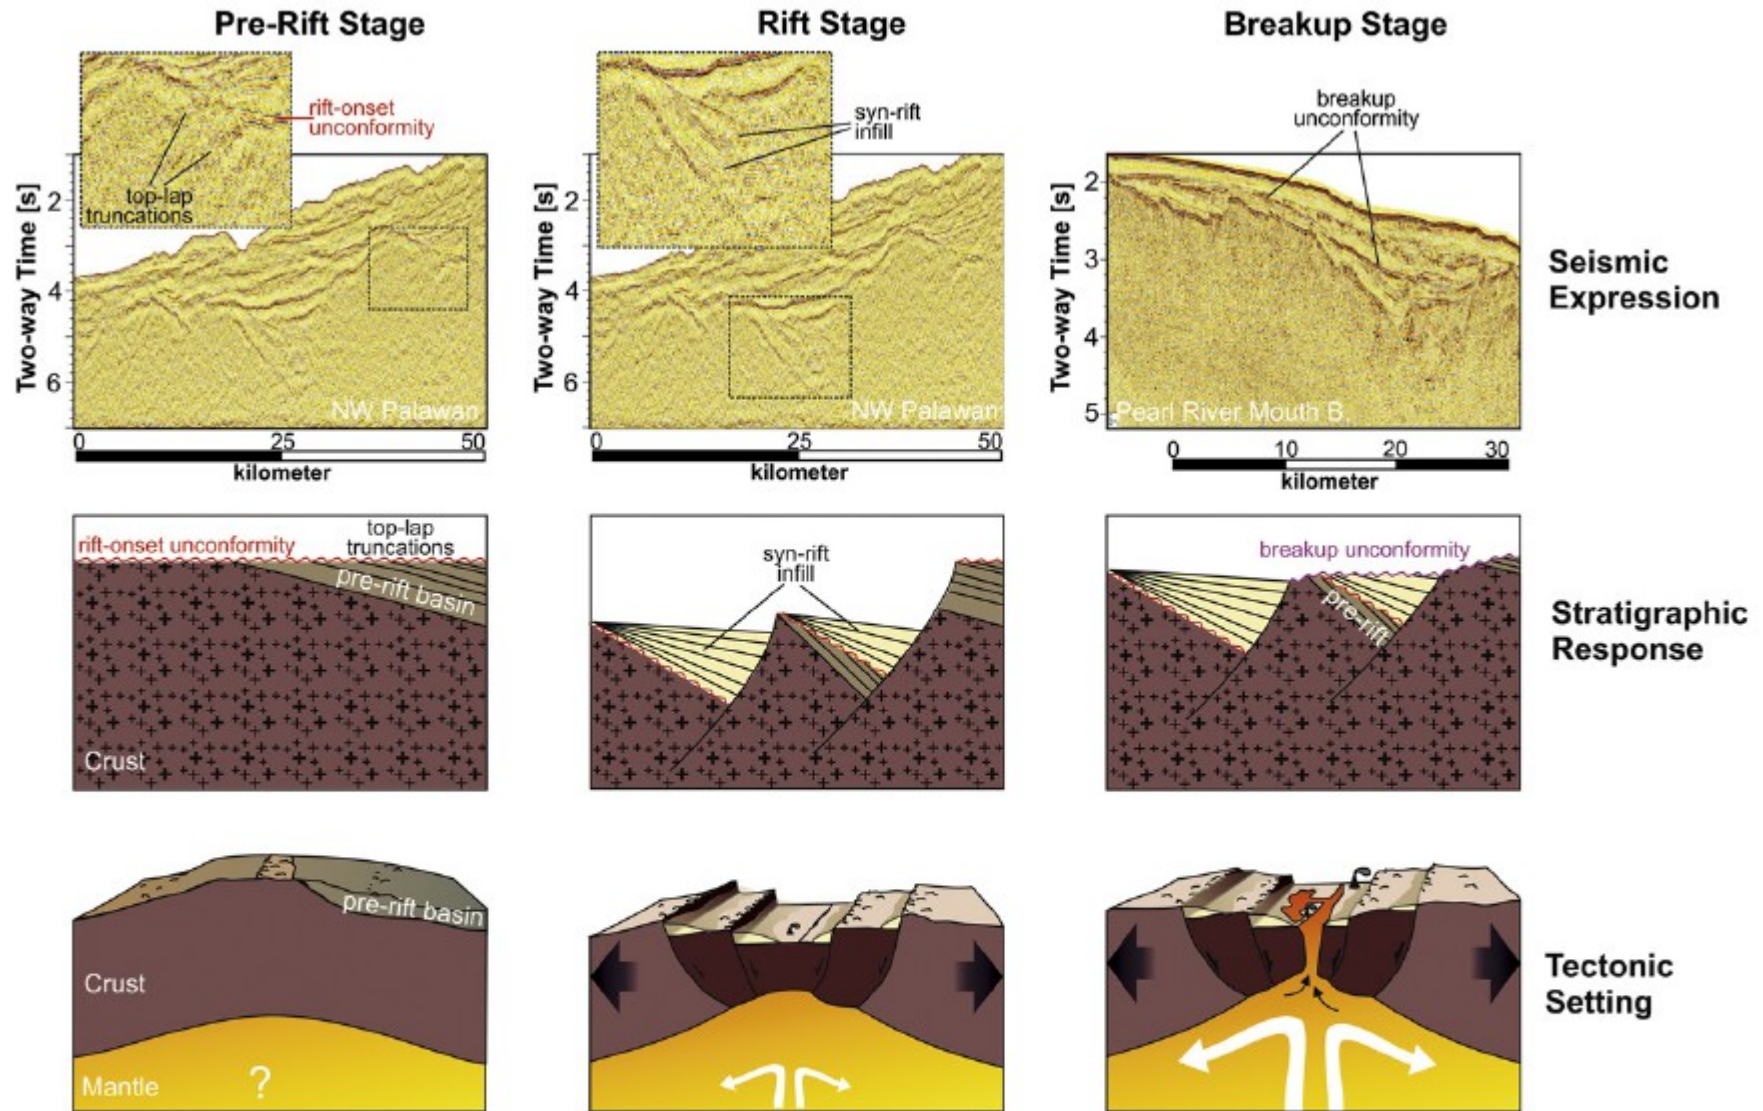 Pre-Rift Stage
Rift Stage
Breakup Stage
rift-onset
unconformity
top-lap
truncations
Two-way Time [s]
2
4
6
NW Palawan
0
25
50
kilometer
syn-rift
infill
Two-way Time [s]
2
4
6
NW Palawan
0
25
50
kilometer
breakup
unconformity
Two-way Time [s]
2
3
4
5
Pearl River Mouth B.
0
10
20
30
kilometer
Seismic
Expression
rift-onset unconformity
top-lap
truncations
pre-rift basin
Crust
syn-rift
infill
breakup unconformity
pre-rift
Stratigraphic
Response
pre-rift basin
Crust
Mantle
?
Tectonic
Setting